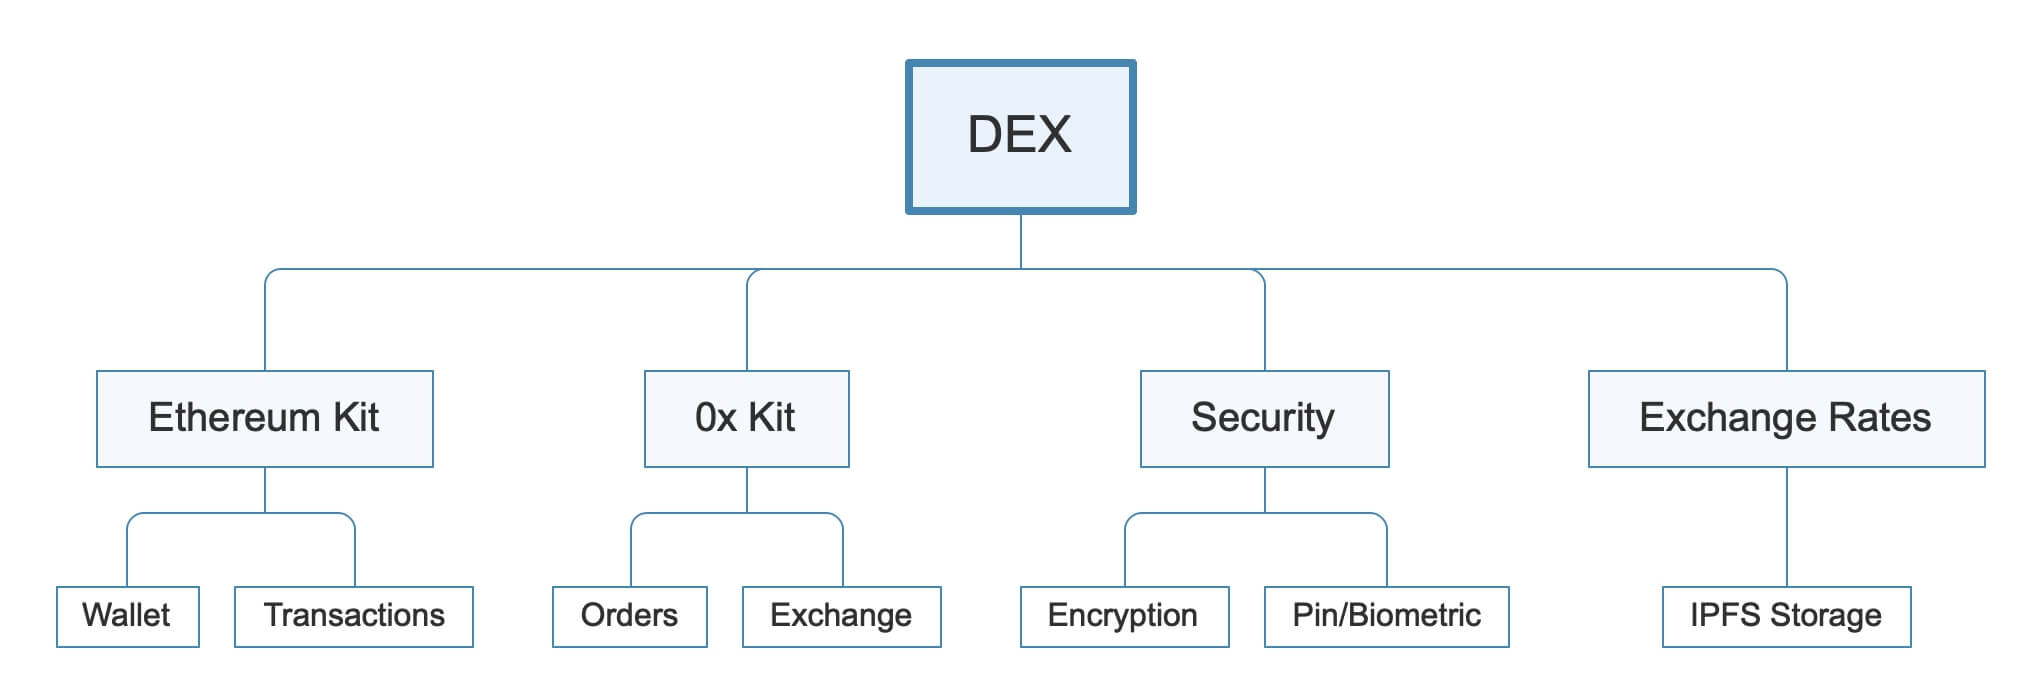 DEX
Ethereum Kit
0x Kit
Security
Exchange Rates
Wallet
Transactions
Orders
Exchange
Encryption
Pin/Biometric
IPFS Storage